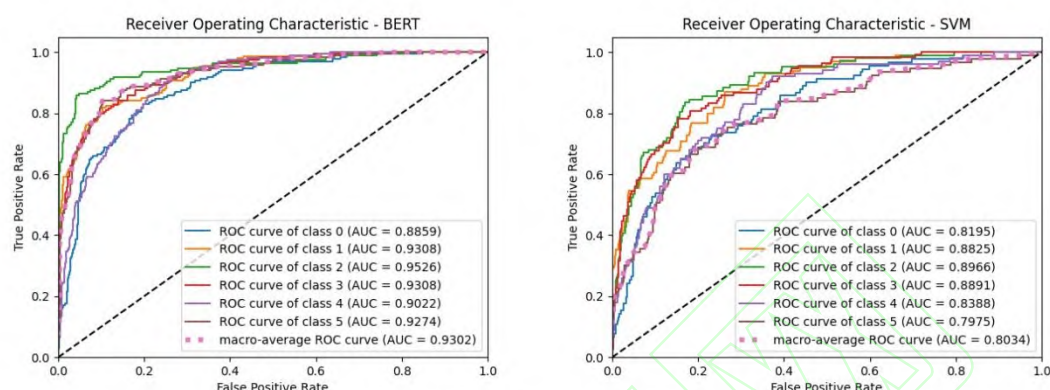 Receiver Operating Characteristic - BERT
1.0
0.8
0.6
0.4
0.2
0.0
True Positive Rate
ROC curve of class 0 (AUC = 0.8859)
ROC curve of class 1 (AUC = 0.9308)
ROC curve of class 2 (AUC = 0.9526)
ROC curve of class 3 (AUC = 0.9308)
ROC curve of class 4 (AUC = 0.9022)
ROC curve of class 5 (AUC = 0.9274)
macro-average ROC curve (AUC = 0.9302)
0.0 0.2 0.4 0.6 0.8 1.0
False Positive Rate
Receiver Operating Characteristic - SVM
1.0
0.8
0.6
0.4
0.2
0.0
True Positive Rate
ROC curve of class 0 (AUC = 0.8195)
ROC curve of class 1 (AUC = 0.8825)
ROC curve of class 2 (AUC = 0.8966)
ROC curve of class 3 (AUC = 0.8891)
ROC curve of class 4 (AUC = 0.8388)
ROC curve of class 5 (AUC = 0.7975)
macro-average ROC curve (AUC = 0.8034)
0.0 0.2 0.4 0.6 0.8 1.0
False Positive Rate